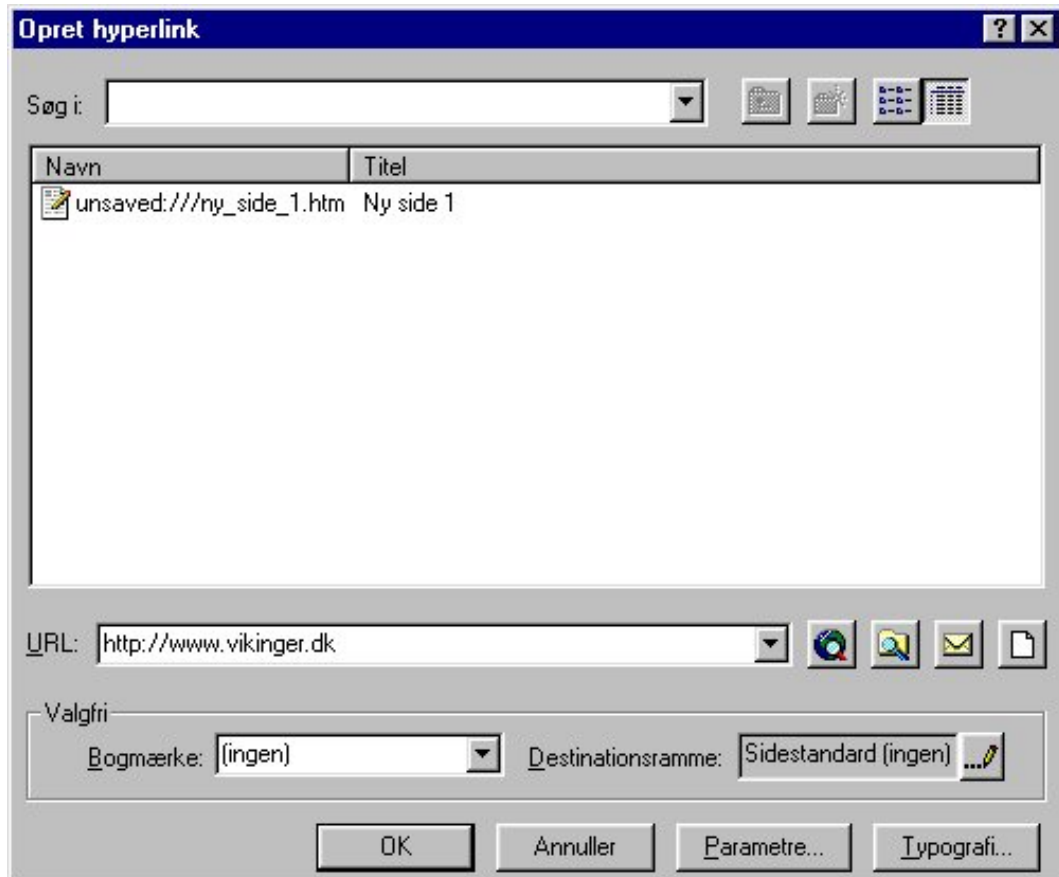 Opret hyperlink
Søg i:
Navn Titel
unsaved:///ny_side_1.htm Ny side 1
URL: http://www.vikinger.dk
Valgfri
Bogmærke: (ingen) Destinationsramme: Sidestandard (ingen) ...
OK Annuller Parametre... Typografi...